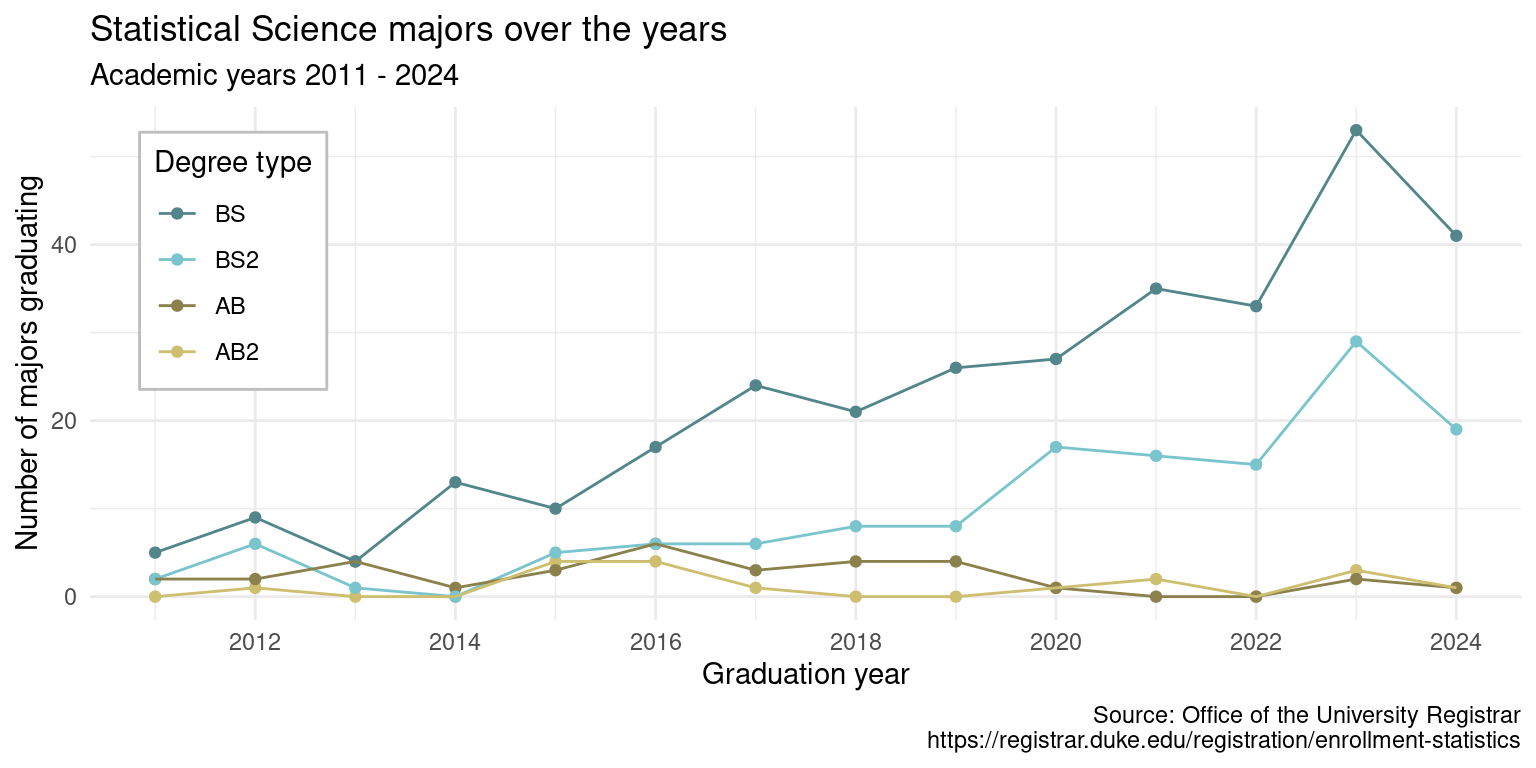 Statistical Science majors over the years
Academic years 2011 - 2024
Number of majors graduating
40
20
0
Degree type
BS
BS2
AB
AB2
2012 2014 2016 2018 2020 2022 2024
Graduation year
Source: Office of the University Registrar
https://registrar.duke.edu/registration/enrollment-statistics